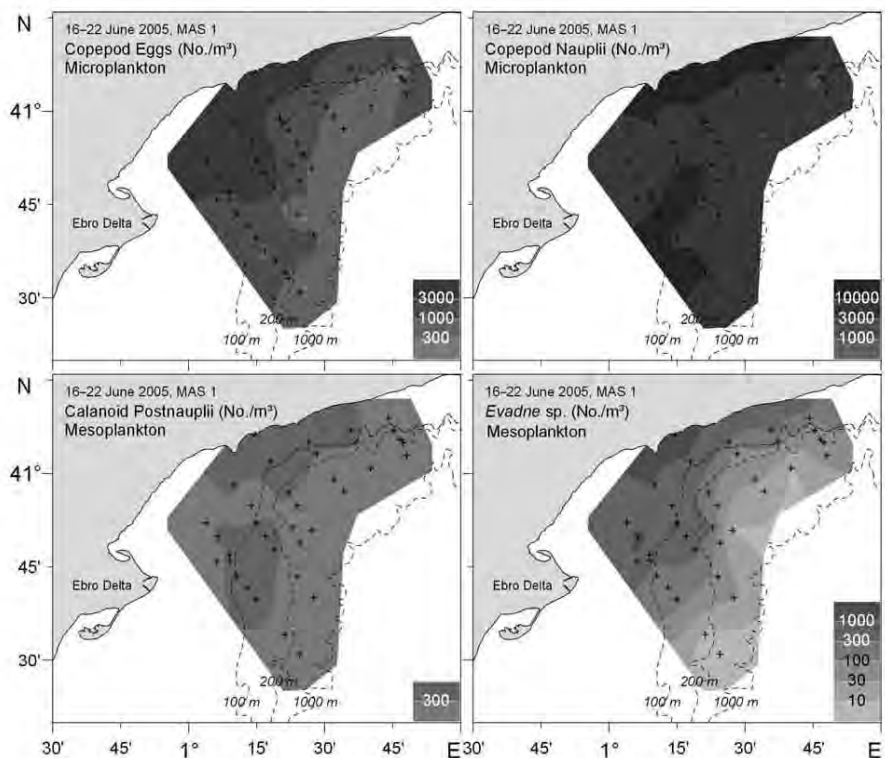 N
16–22 June 2005, MAS 1
Copepod Eggs (No./m³)
Microplankton
41°
45'
Ebro Delta
30'
200 m
100 m
1000 m
3000
1000
300
16–22 June 2005, MAS 1
Copepod Nauplii (No./m³)
Microplankton
Ebro Delta
200 m
100 m
1000 m
10000
3000
1000
N
16–22 June 2005, MAS 1
Calanoid Postnauplii (No./m³)
Mesoplankton
41°
45'
Ebro Delta
30'
200 m
100 m
1000 m
300
16–22 June 2005, MAS 1
Evadne sp. (No./m³)
Mesoplankton
Ebro Delta
200 m
100 m
1000 m
1000
300
100
30
10
30' 45' 1° 15' 30' 45' E
45' 1° 15' 30' 45' E